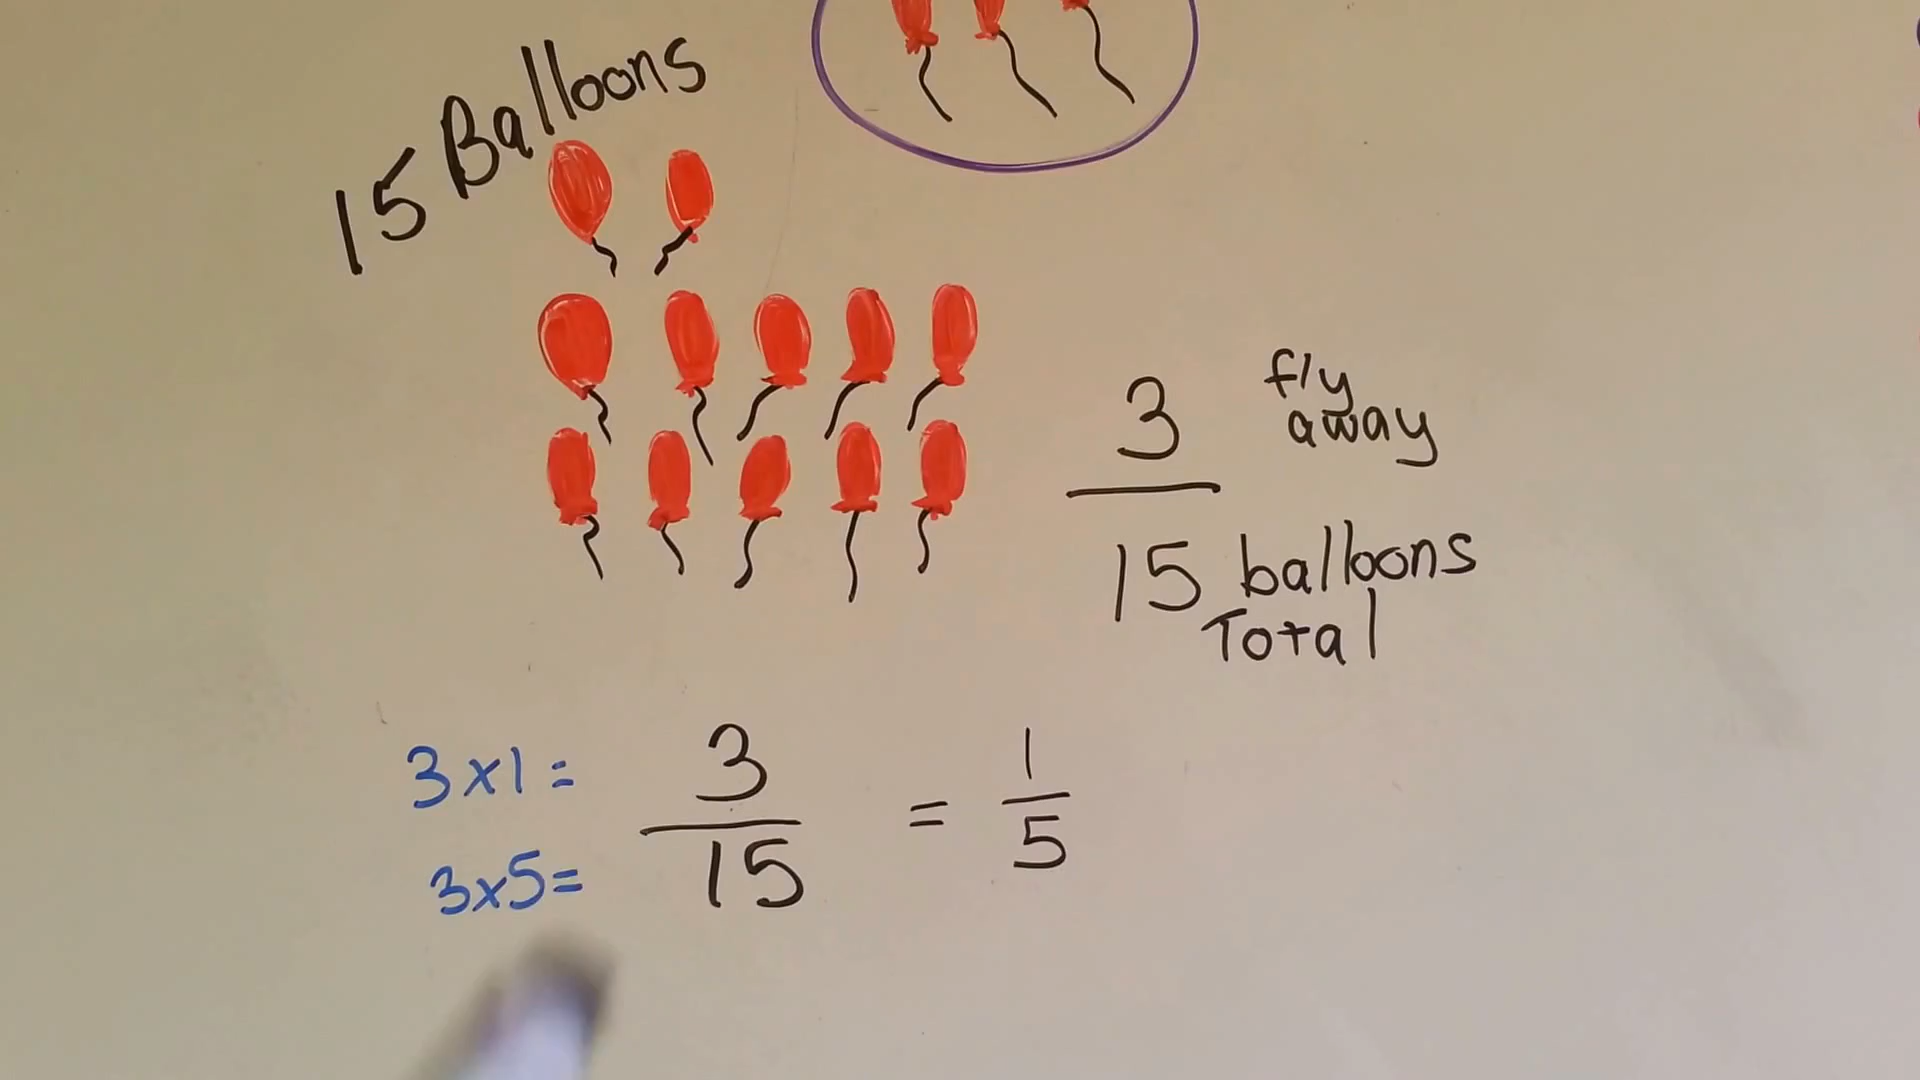 15 Balloons
3 fly
away
15 balloons
Total
3x1= 3
3x5= 15
= 1
5